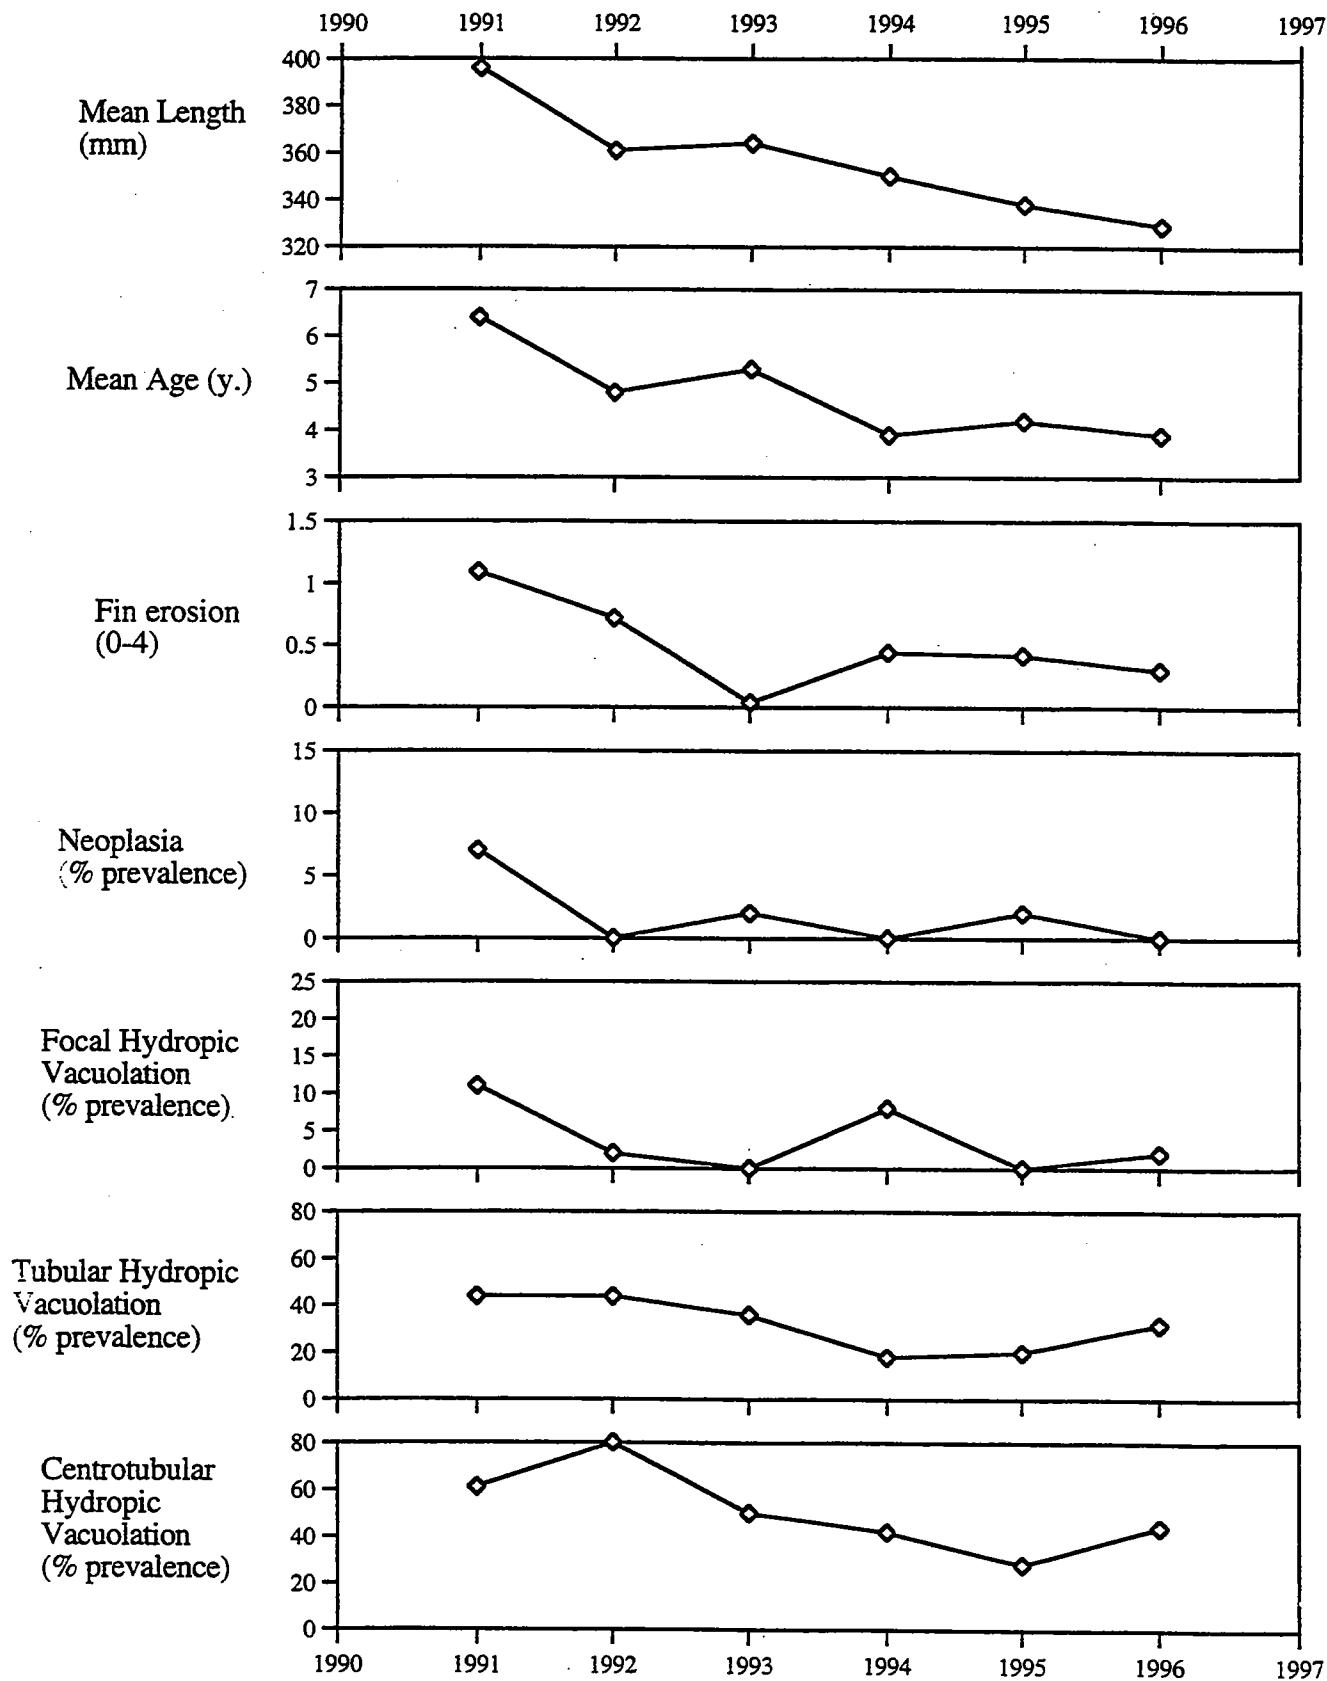 1990 1991 1992 1993 1994 1995 1996 1997
Mean Length
(mm)
400
380
360
340
320
Mean Age (y.)
7
6
5
4
3
Fin erosion
(0-4)
1.5
1
0.5
0
Neoplasia
(% prevalence)
15
10
5
0
Focal Hydropic
Vacuolation
(% prevalence)
25
20
15
10
5
0
Tubular Hydropic
Vacuolation
(% prevalence)
80
60
40
20
0
Centrotubular
Hydropic
Vacuolation
(% prevalence)
80
60
40
20
0
1990 1991 1992 1993 1994 1995 1996 1997